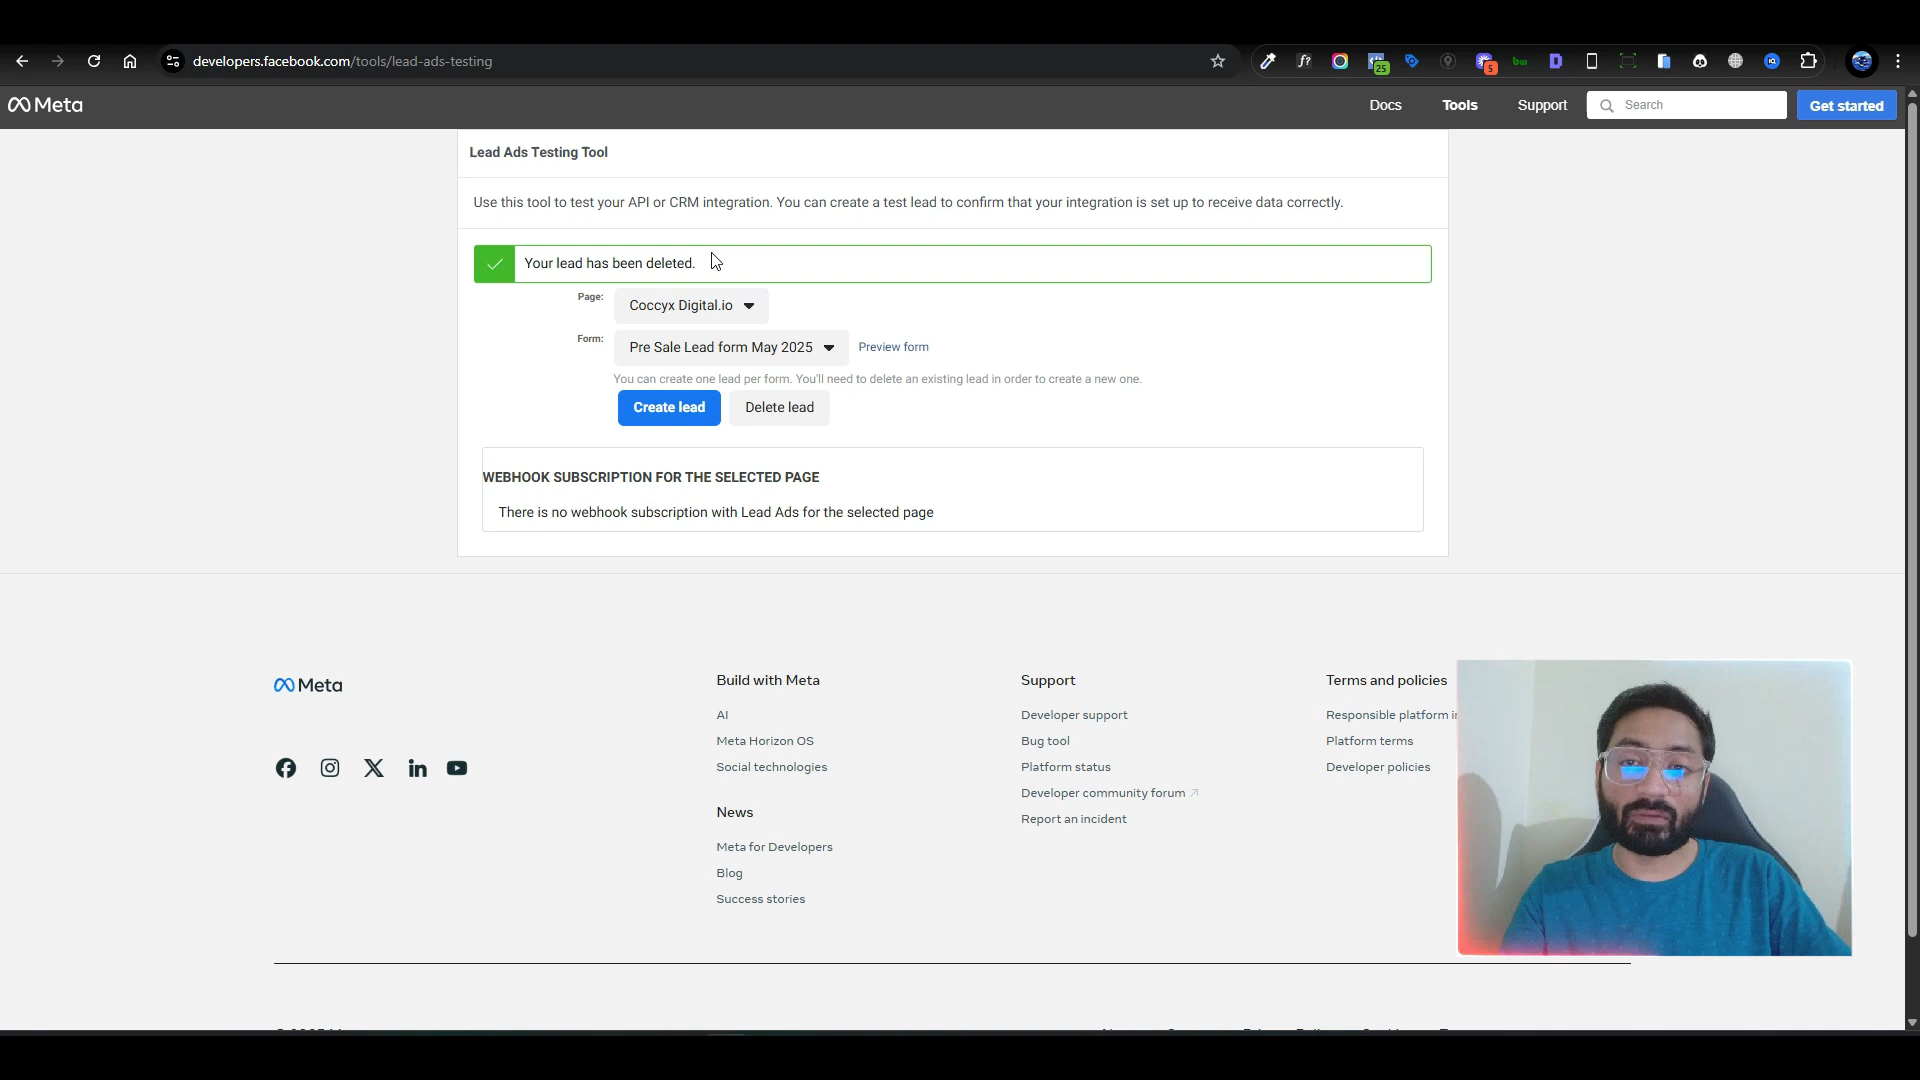 developers.facebook.com/tools/lead-ads-testing
f?
25
5
bw
D
Meta
Docs
Tools
Support
Search
Get started
Lead Ads Testing Tool
Use this tool to test your API or CRM integration. You can create a test lead to confirm that your integration is set up to receive data correctly.
Your lead has been deleted.
Page:
Coccyx Digital.io
Form:
Pre Sale Lead form May 2025
Preview form
You can create one lead per form. You'll need to delete an existing lead in order to create a new one.
Create lead
Delete lead
WEBHOOK SUBSCRIPTION FOR THE SELECTED PAGE
There is no webhook subscription with Lead Ads for the selected page
Meta
Build with Meta
AI
Meta Horizon OS
Social technologies
News
Meta for Developers
Blog
Success stories
Support
Developer support
Bug tool
Platform status
Developer community forum
Report an incident
Terms and policies
Responsible platform
Platform terms
Developer policies